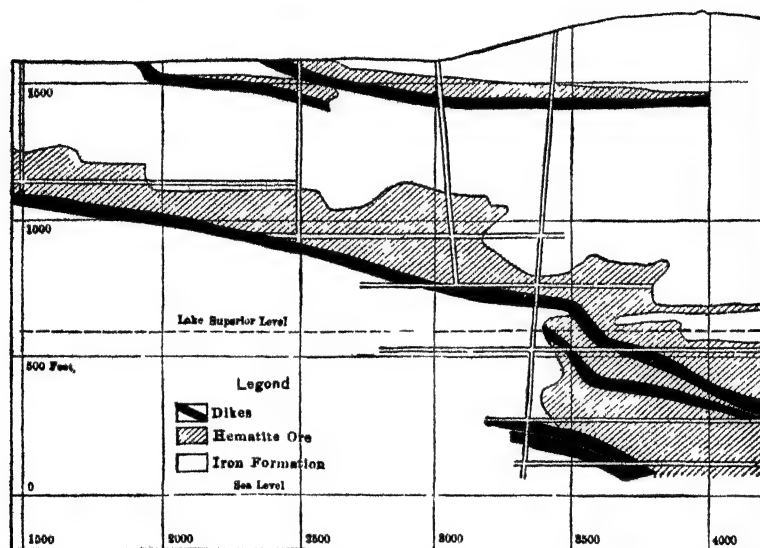 1500
1000
Lake Superior Level
500 Feet,
Legend
Dikes
Hematite Ore
Iron Formation
Sea Level
0
1000 2000 2500 3000 3500 4000